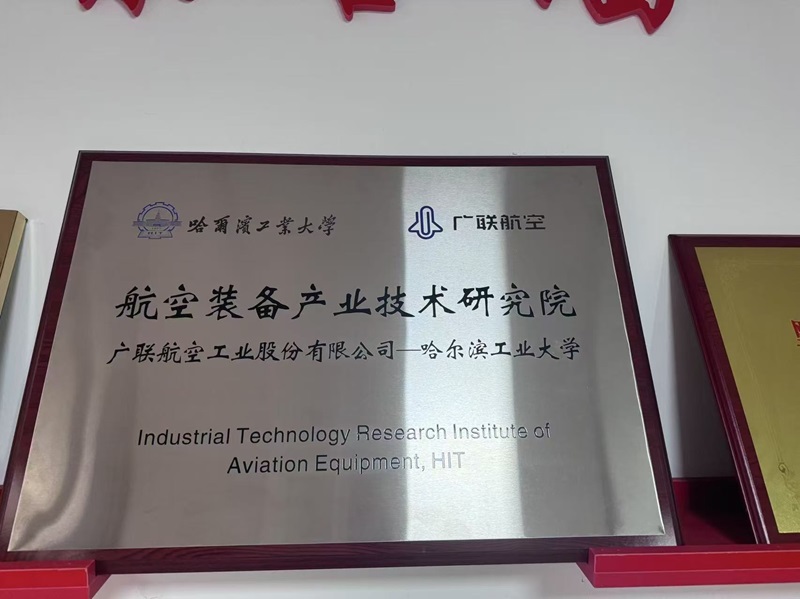 哈爾濱工業大學 广联航空
航空装备产业技术研究院
广联航空工业股份有限公司—哈尔滨工业大学
Industrial Technology Research Institute of
Aviation Equipment, HIT